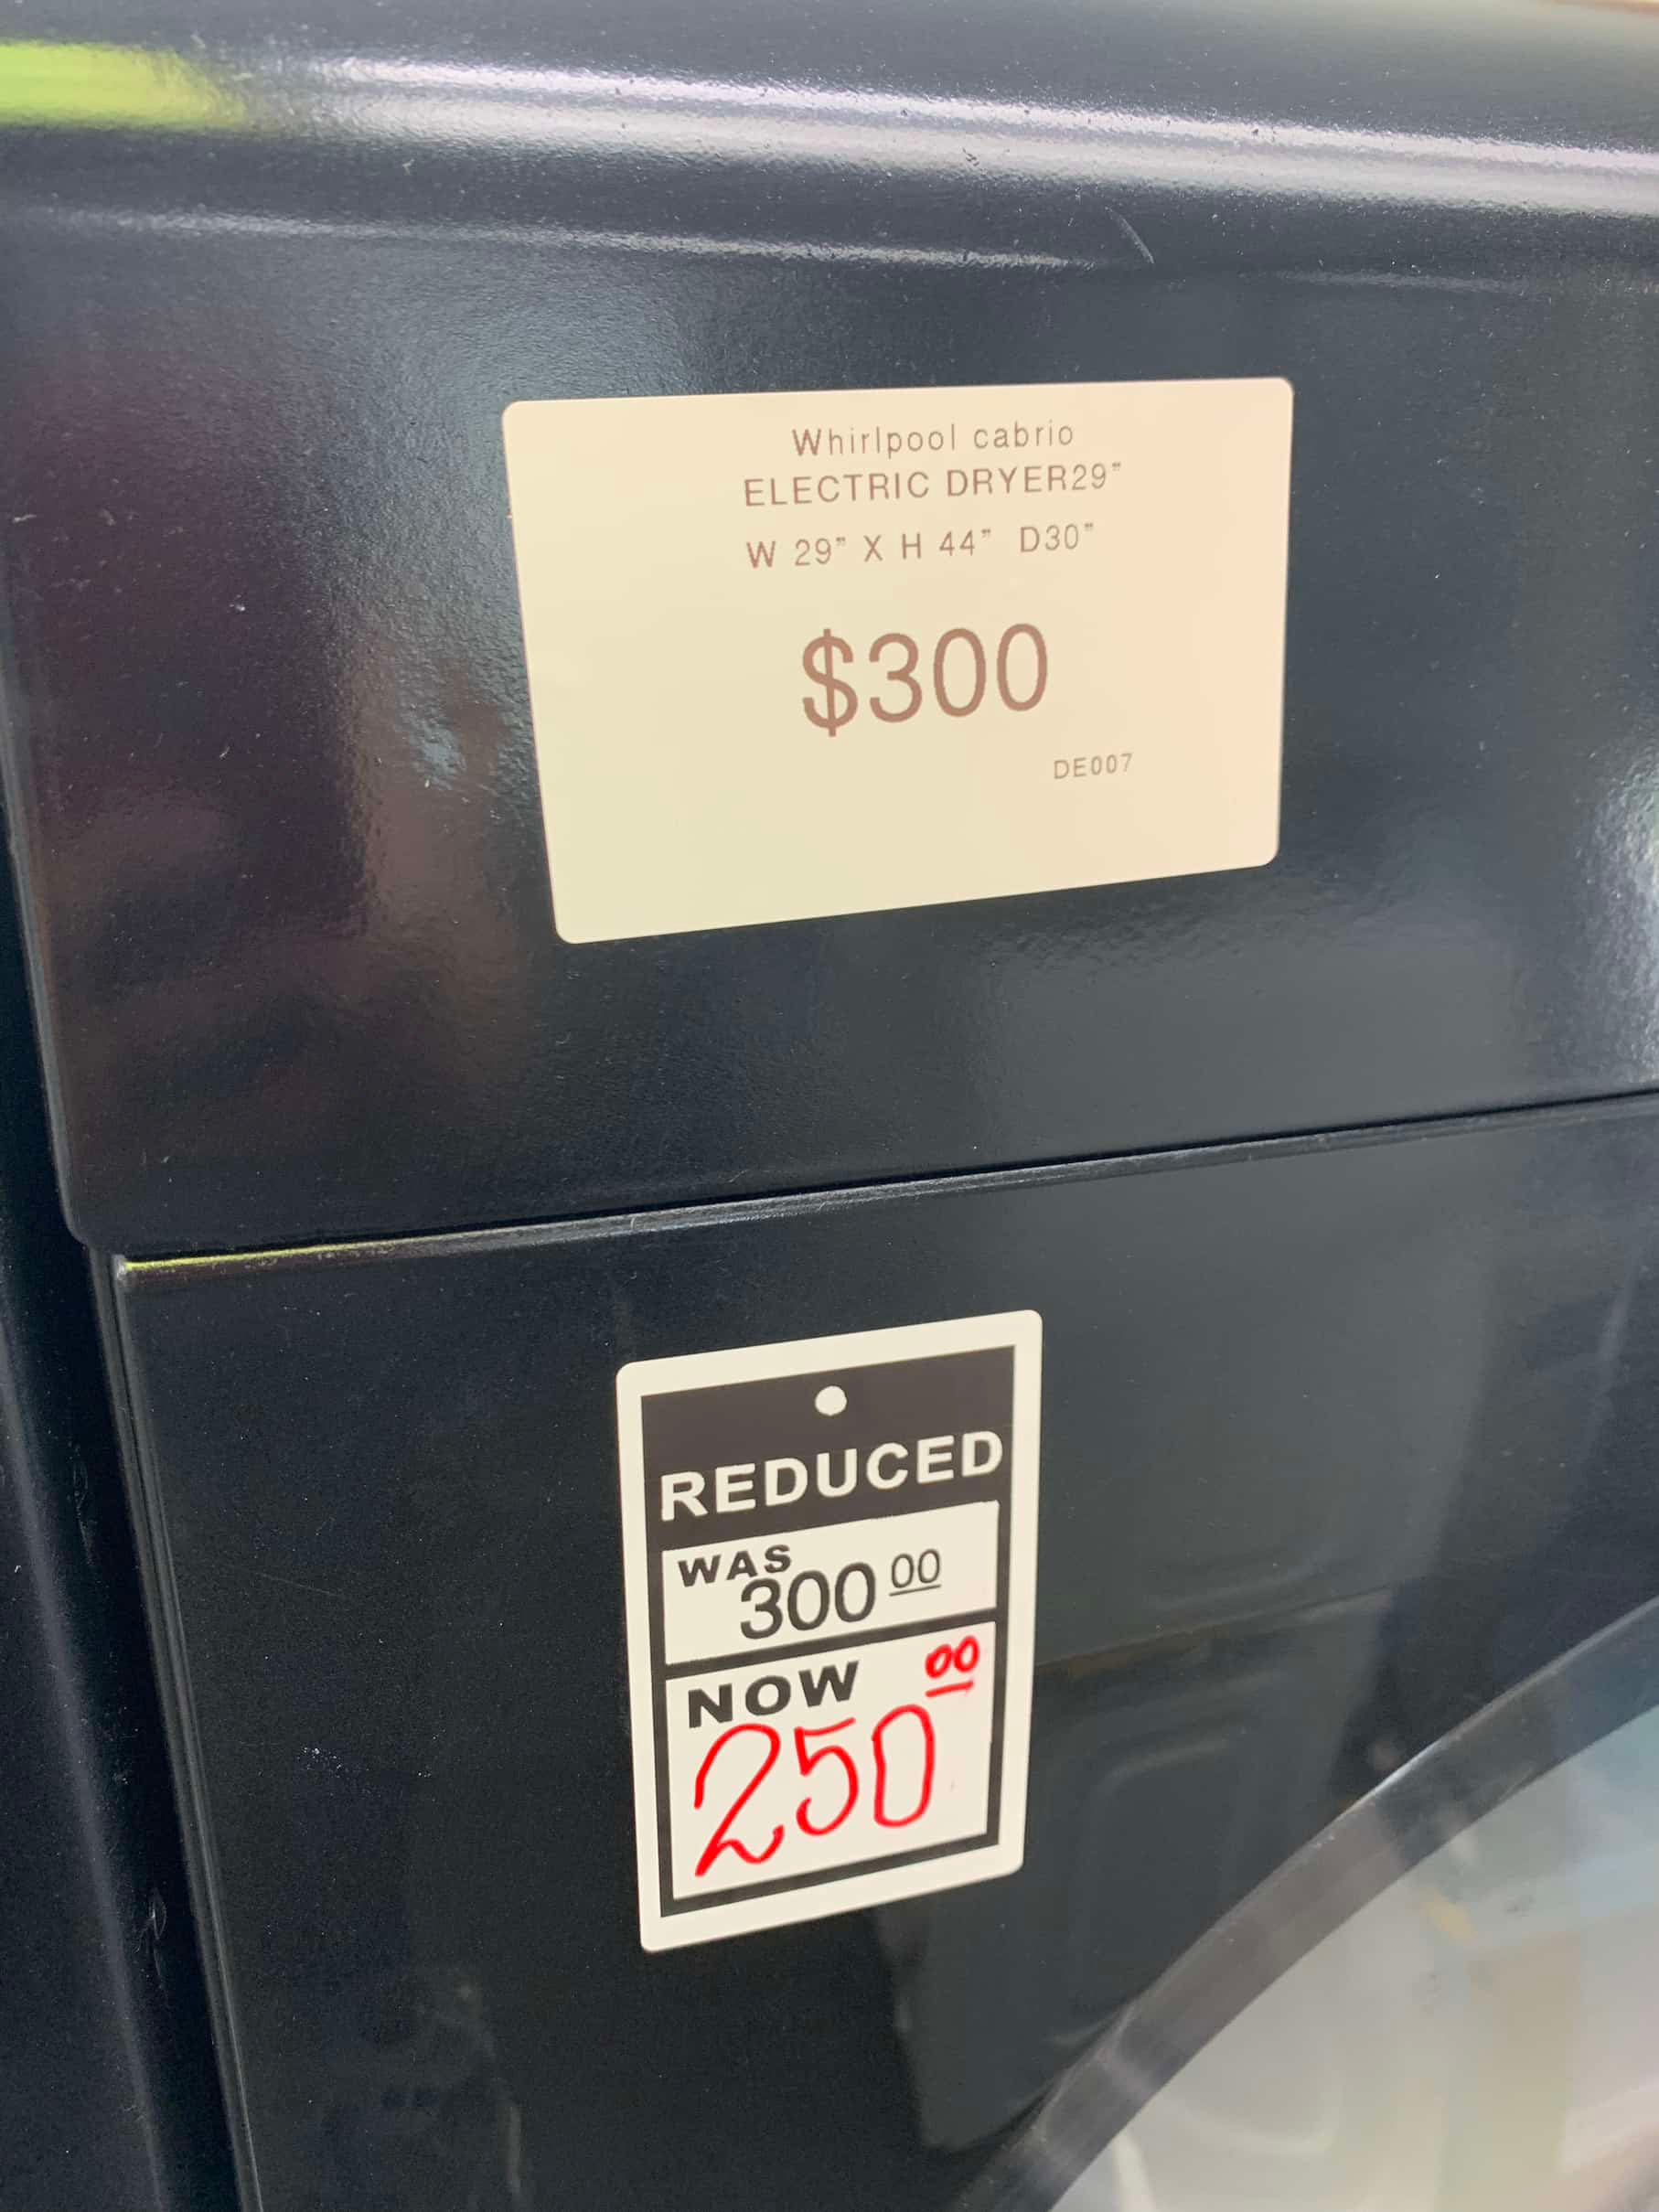 Whirlpool cabrio
ELECTRIC DRYER29"
W 29" X H 44" D30"
$300
DE007
REDUCED
WAS
300 00
NOW 00
250